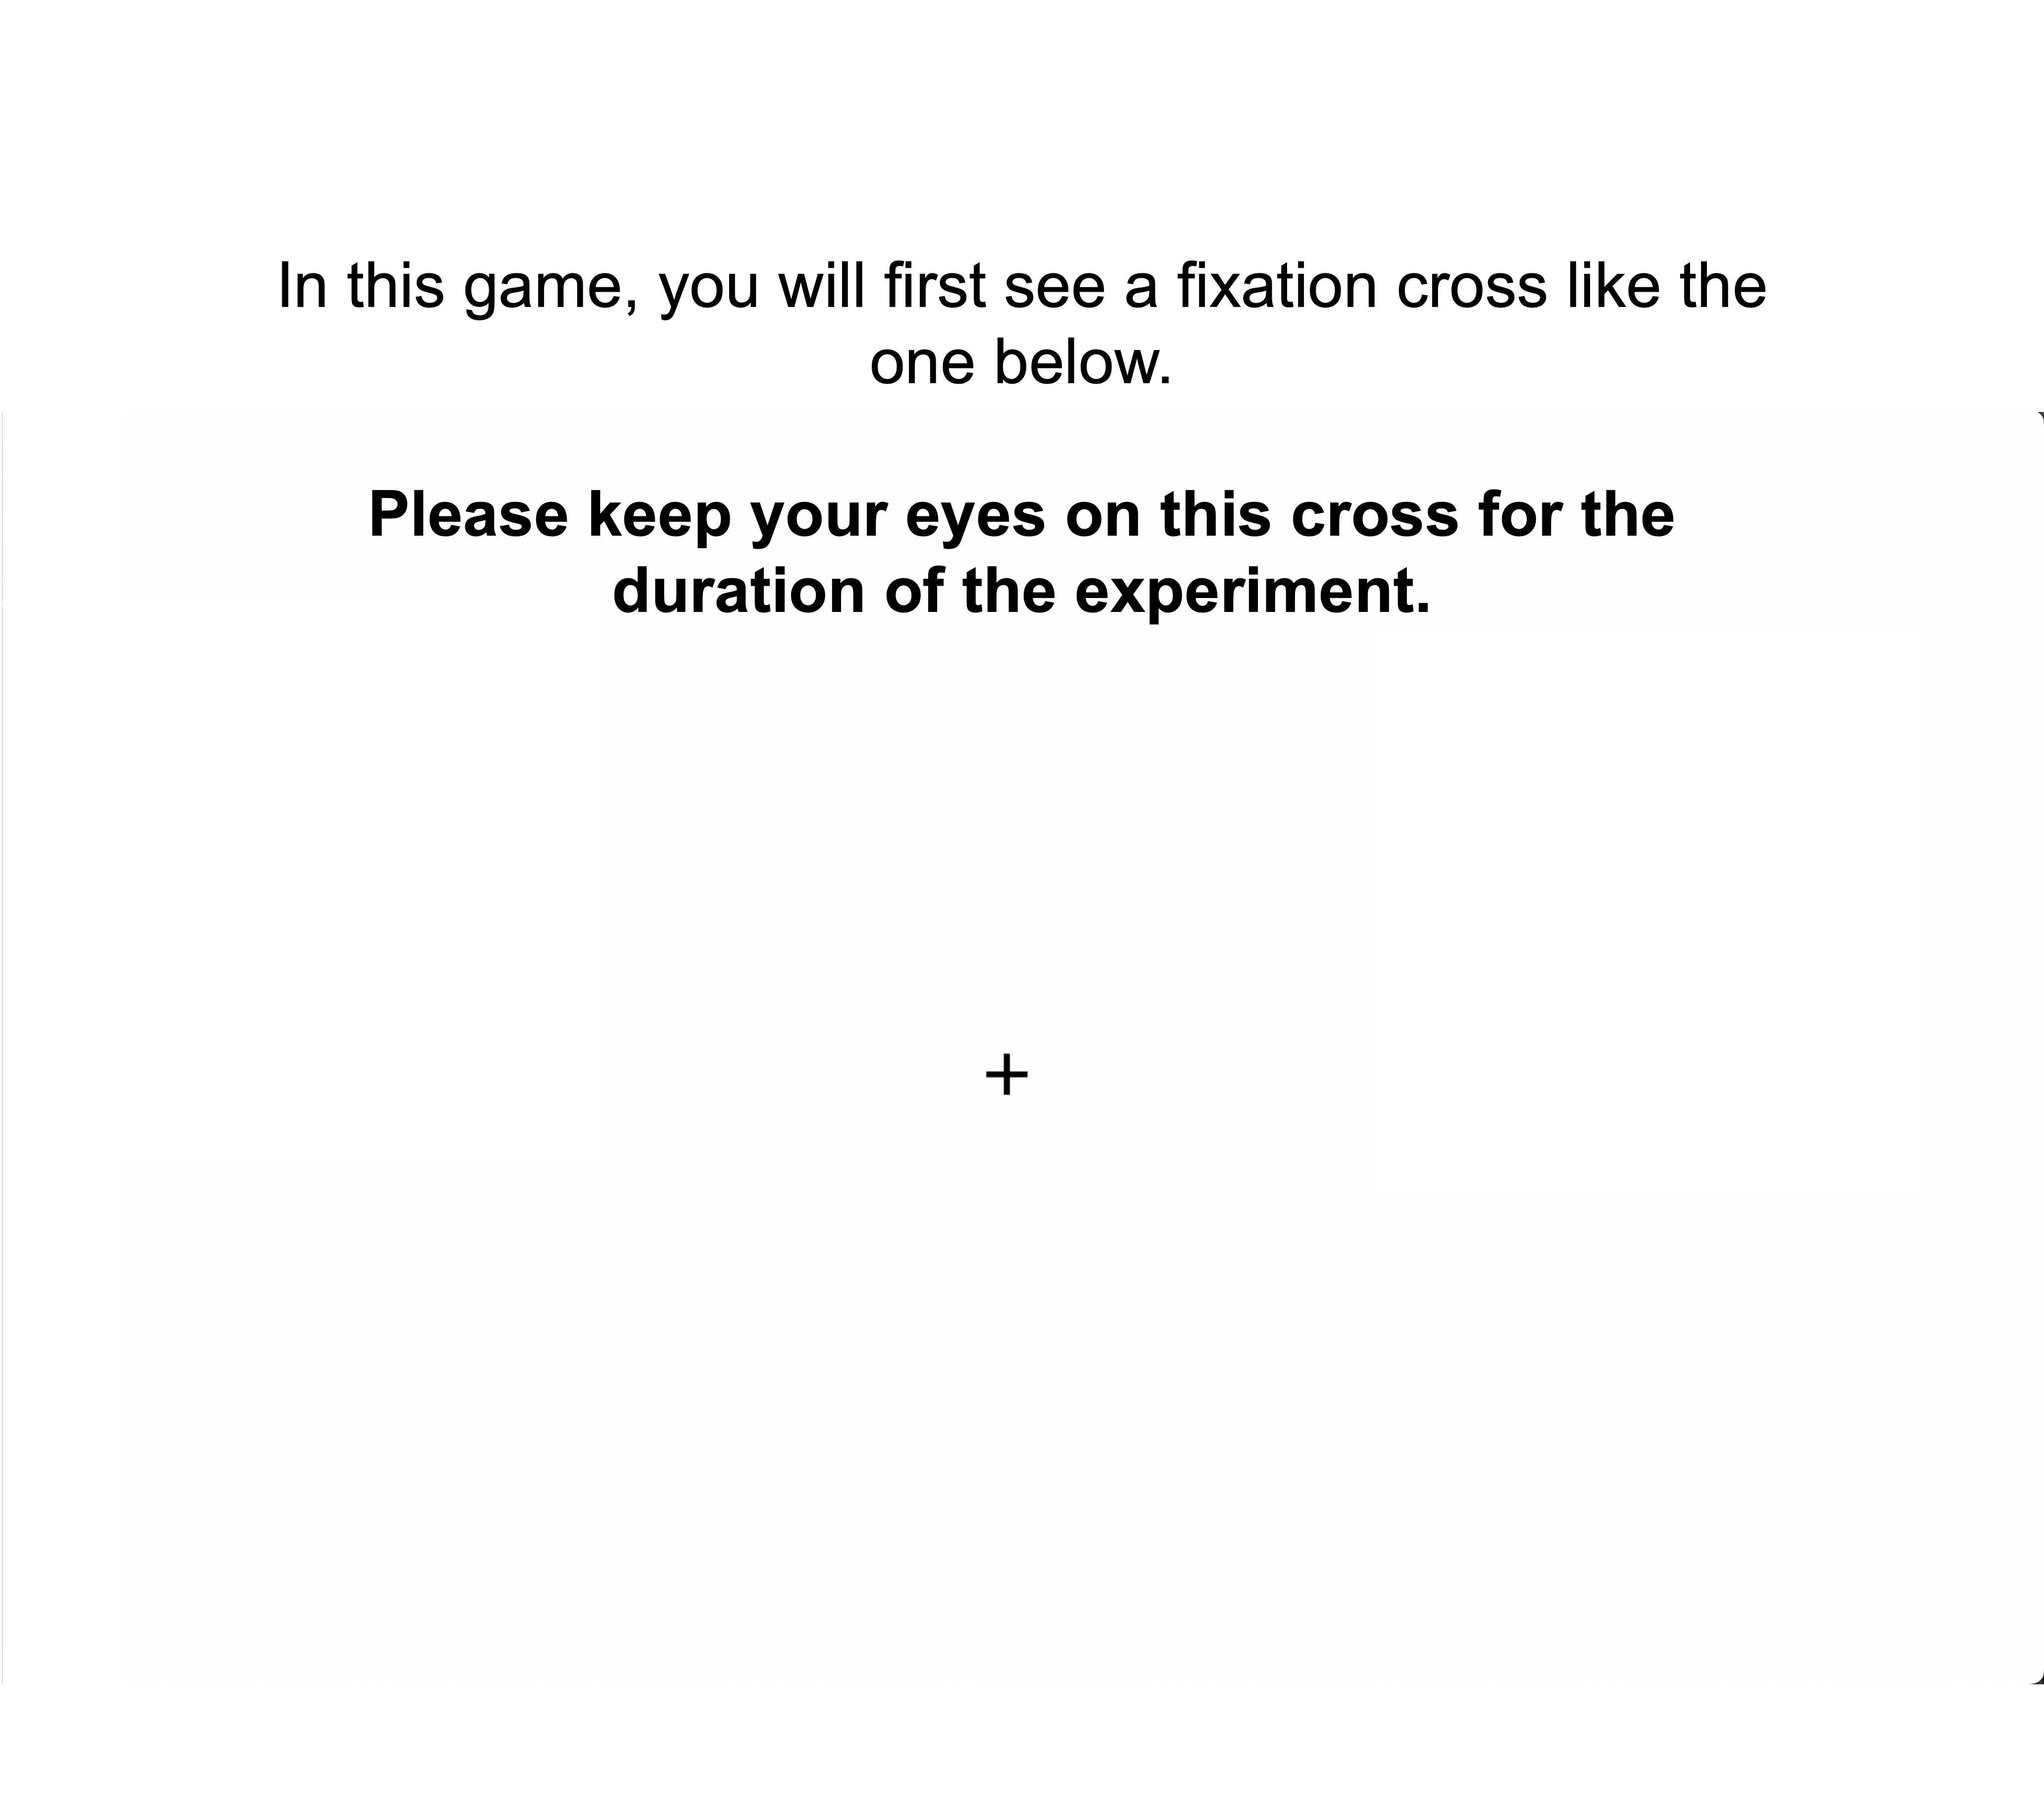 In this game, you will first see a fixation cross like the
one below.
Please keep your eyes on this cross for the
duration of the experiment.
+